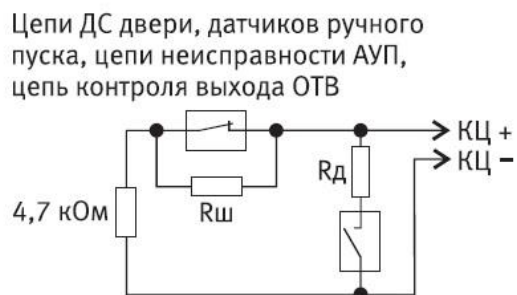 Цепи ДС двери, датчиков ручного
пуска, цепи неисправности АУП,
цепь контроля выхода ОТВ
КЦ +
КЦ −
Rд
4,7 кОм
Rш